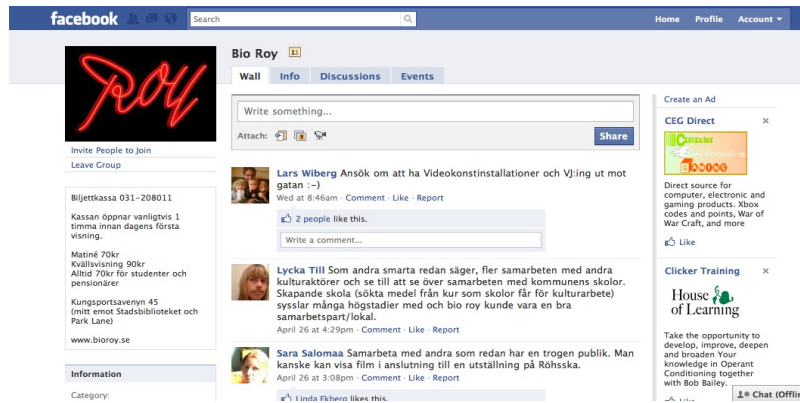 facebook
Search
Home Profile Account
ROY
Bio Roy
Wall Info Discussions Events
Write something...
Attach:
Share
Invite People to Join
Leave Group
Biljettkassa 031-208011
Kassan öppnar vanligtvis 1
timma innan dagens första
visning.
Matiné 70kr
Kvällsvisning 90kr
Alltid 70kr för studenter och
pensionärer
Kungsportsavenyn 45
(mitt emot Stadsbiblioteket och
Park Lane)
www.bioroy.se
Information
Category:
Lars Wiberg Ansök om att ha Videokonstinstallationer och VJ:ing ut mot
gatan :-)
Wed at 8:46am · Comment · Like · Report
2 people like this.
Write a comment...
Lycka Till Som andra smarta redan säger, fler samarbeten med andra
kulturaktörer och se till att se över samarbeten med kommunens skolor.
Skapande skola (sökta medel från kur som skolor får för kulturarbete)
sysslar många högstadier med och bio roy kunde vara en bra
samarbetspart/lokal.
April 26 at 4:29pm · Comment · Like · Report
Sara Salomaa Samarbeta med andra som redan har en trogen publik. Man
kanske kan visa film i anslutning till en utställning på Röhsska.
April 26 at 3:08pm · Comment · Like · Report
Linda Ekberg likes this.
Create an Ad
CEG Direct
Computer
Electronics
GAMING
Direct source for
computer, electronic and
gaming products. Xbox
codes and points, War of
War Craft, and more
Like
Clicker Training
House
of Learning
Take the opportunity to
develop, improve, deepen
and broaden Your
knowledge in Operant
Conditioning together
with Bob Bailey.
Like
Chat (Offlin